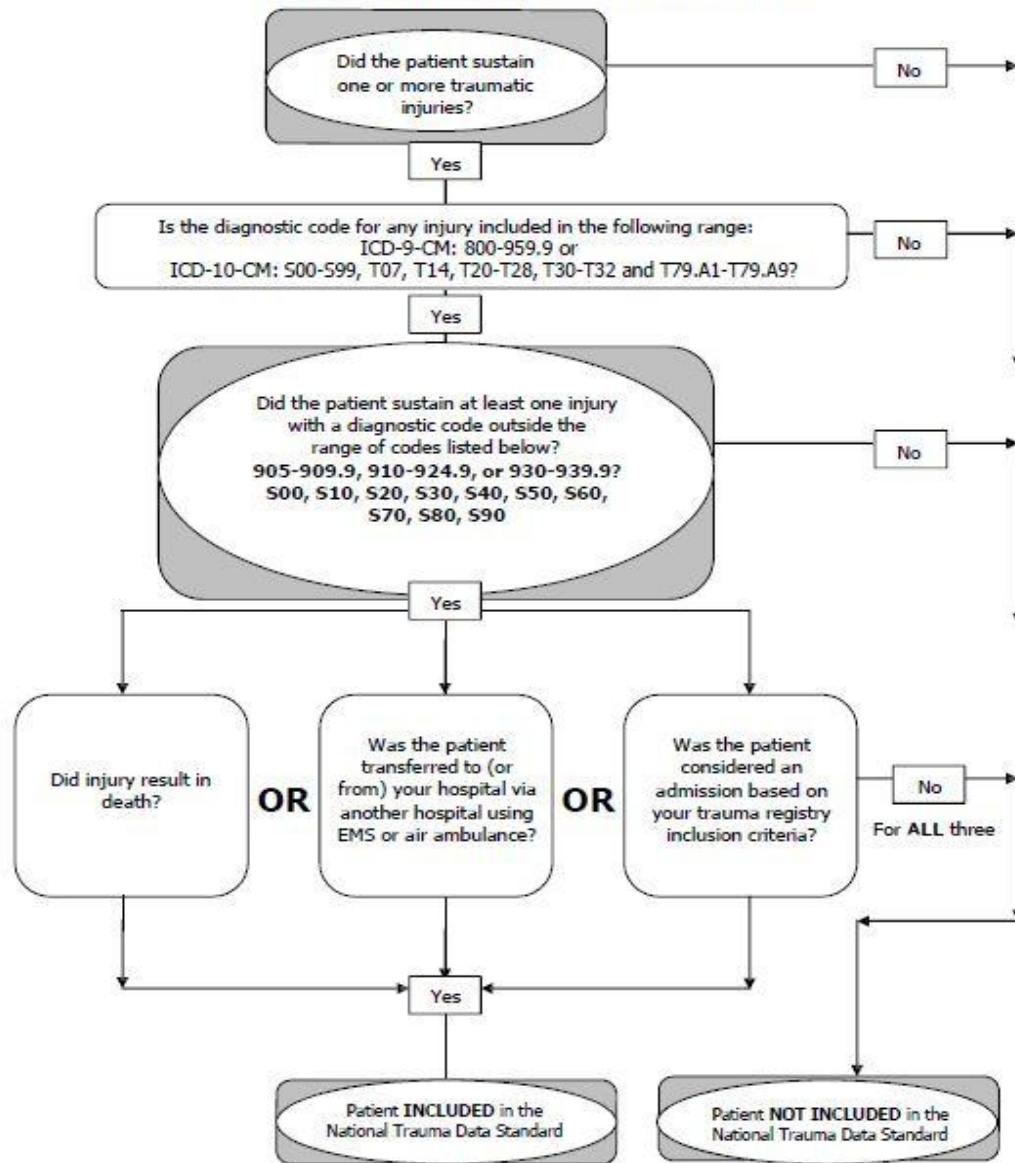 Did the patient sustain
one or more traumatic
injuries?
No
Yes
Is the diagnostic code for any injury included in the following range:
ICD-9-CM: 800-959.9 or
ICD-10-CM: S00-S99, T07, T14, T20-T28, T30-T32 and T79.A1-T79.A9?
No
Yes
Did the patient sustain at least one injury
with a diagnostic code outside the
range of codes listed below?
905-909.9, 910-924.9, or 930-939.9?
S00, S10, S20, S30, S40, S50, S60,
S70, S80, S90
No
Yes
Did injury result in
death?
OR
Was the patient
transferred to (or
from) your hospital via
another hospital using
EMS or air ambulance?
OR
Was the patient
considered an
admission based on
your trauma registry
inclusion criteria?
No
For ALL three
Yes
Patient INCLUDED in the
National Trauma Data Standard
Patient NOT INCLUDED in the
National Trauma Data Standard